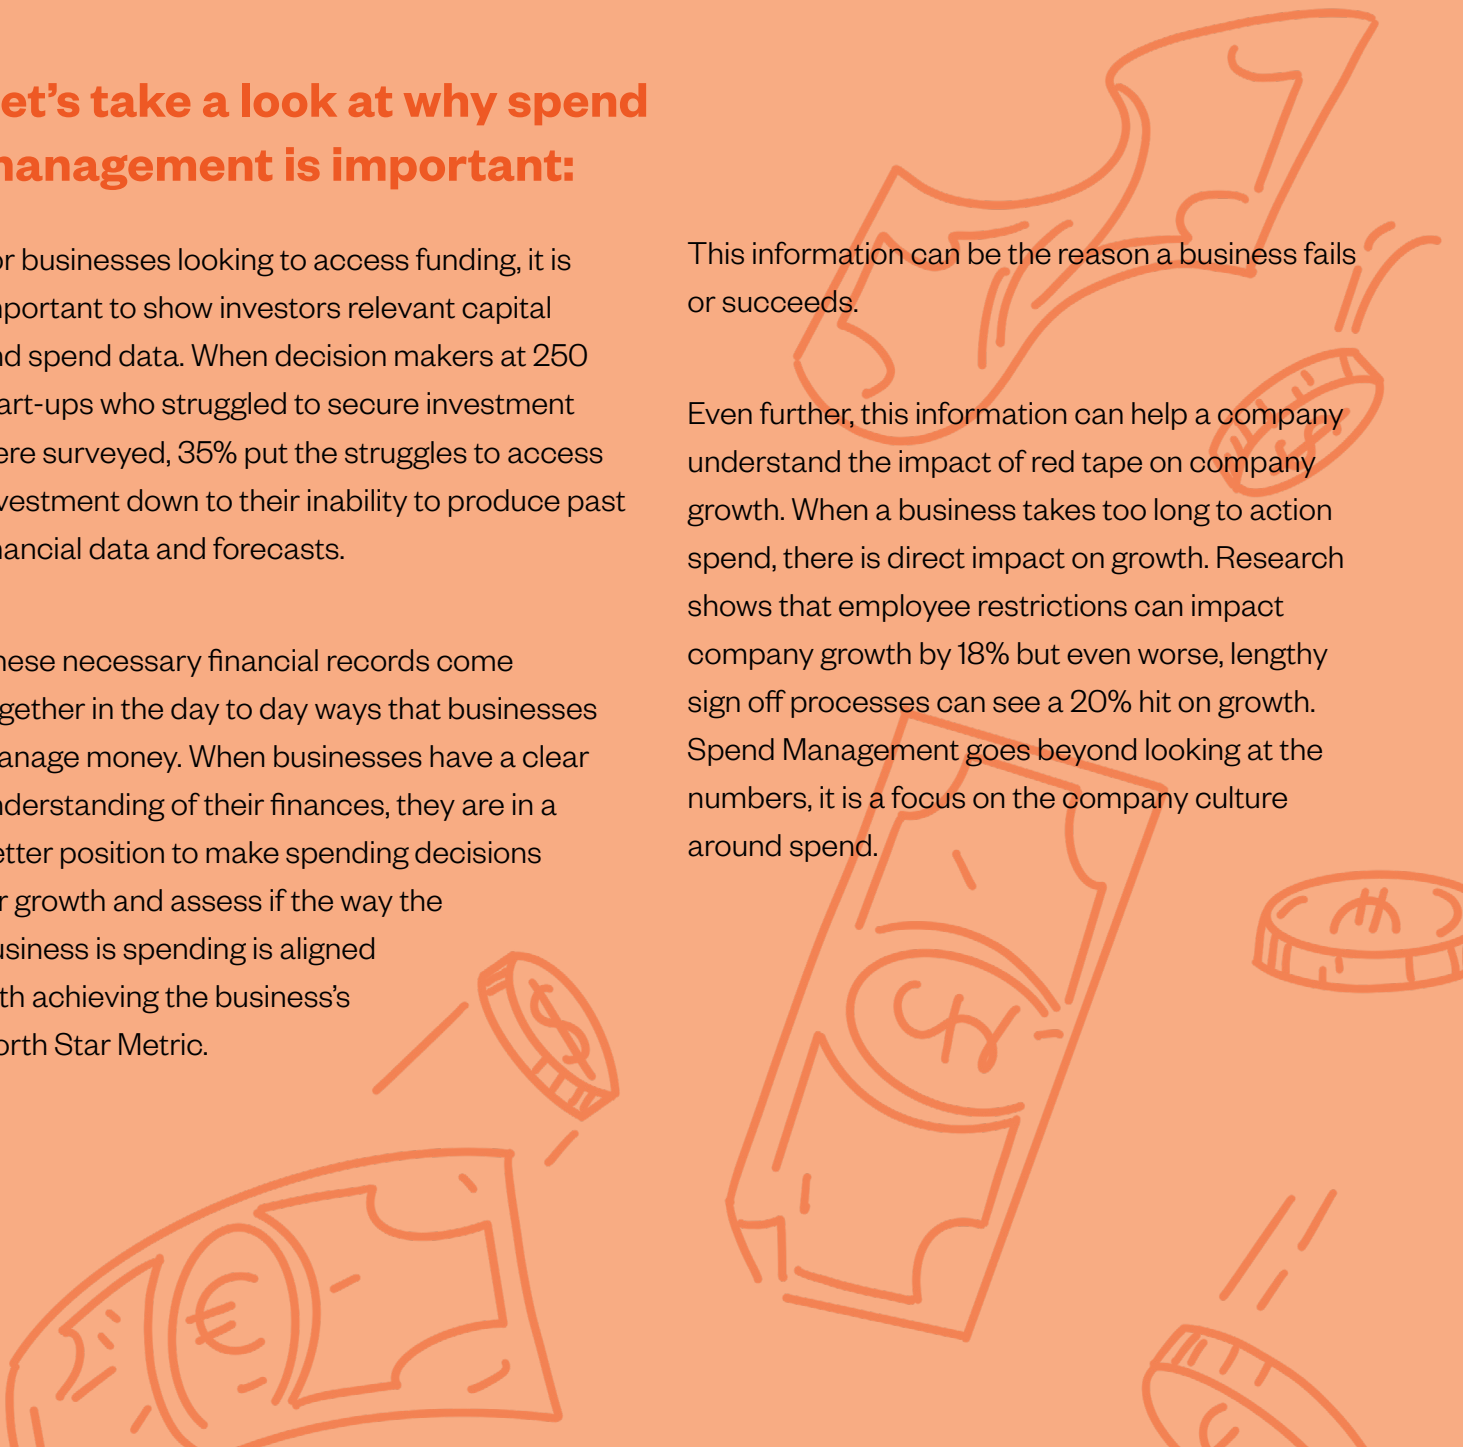 et's take a look at why spend
anagement is important:
or businesses looking to access funding, it is
portant to show investors relevant capital
nd spend data. When decision makers at 250
art-ups who struggled to secure investment
ere surveyed, 35% put the struggles to access
vestment down to their inability to produce past
nancial data and forecasts.
hese necessary financial records come
gether in the day to day ways that businesses
anage money. When businesses have a clear
nderstanding of their finances, they are in a
etter position to make spending decisions
r growth and assess if the way the
usiness is spending is aligned
th achieving the business's
orth Star Metric.
This information can be the reason a business fails
or succeeds.
Even further, this information can help a company
understand the impact of red tape on company
growth. When a business takes too long to action
spend, there is direct impact on growth. Research
shows that employee restrictions can impact
company growth by 18% but even worse, lengthy
sign off processes can see a 20% hit on growth.
Spend Management goes beyond looking at the
numbers, it is a focus on the company culture
around spend.